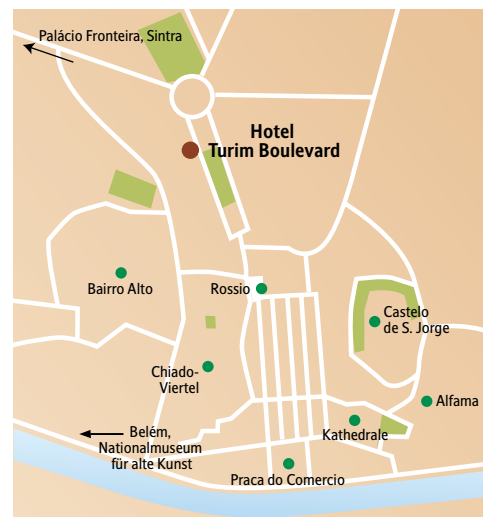 Palácio Fronteira, Sintra
Hotel
Turim Boulevard
Bairro Alto
Rossio
Castelo
de S. Jorge
Chiado-
Viertel
Alfama
Belém,
Nationalmuseum
für alte Kunst
Kathedrale
Praca do Comercio